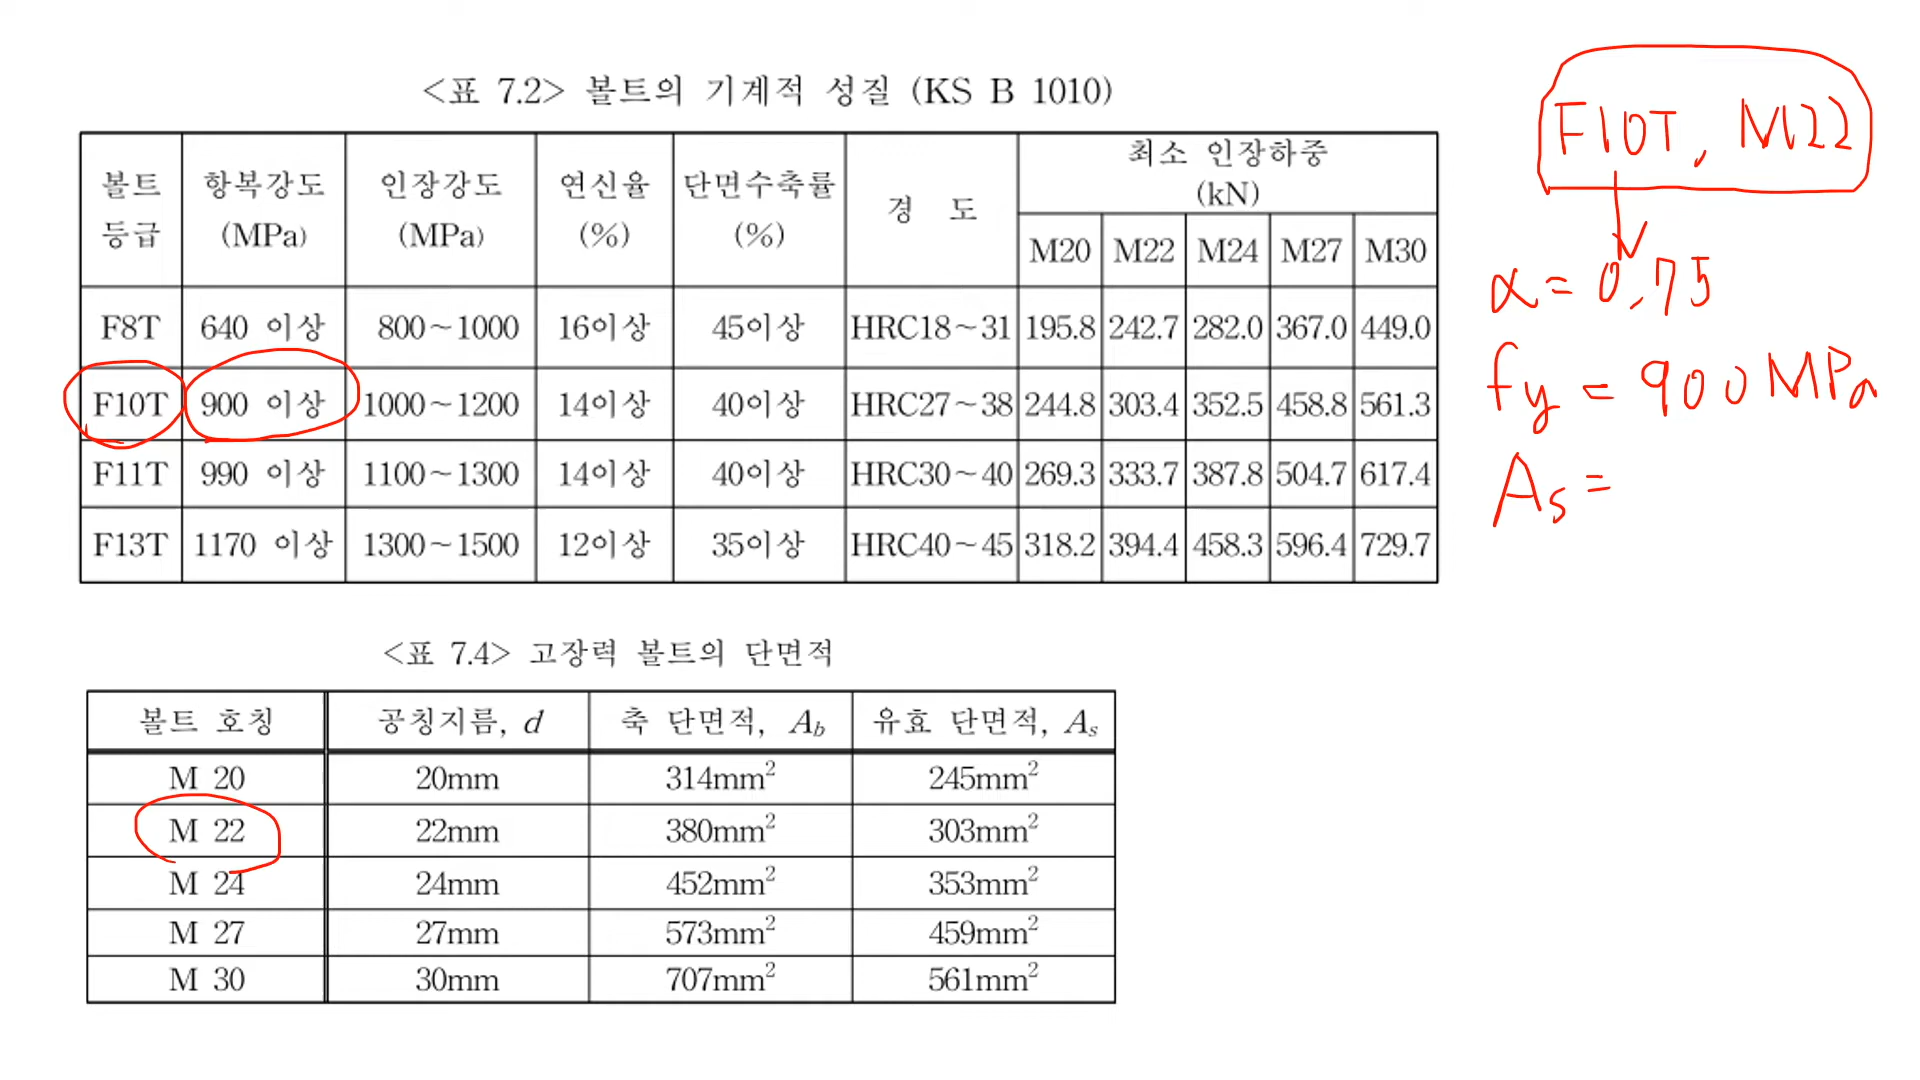 <표 7.2> 볼트의 기계적 성질 (KS B 1010)
볼트 등급 항복강도 (MPa) 인장강도 (MPa) 연신율 (%) 단면수축률 (%) 경 도 최소 인장하중 (kN)
M20 M22 M24 M27 M30
F8T 640 이상 800~1000 16이상 45이상 HRC18~31 195.8 242.7 282.0 367.0 449.0
F10T 900 이상 1000~1200 14이상 40이상 HRC27~38 244.8 303.4 352.5 458.8 561.3
F11T 990 이상 1100~1300 14이상 40이상 HRC30~40 269.3 333.7 387.8 504.7 617.4
F13T 1170 이상 1300~1500 12이상 35이상 HRC40~45 318.2 394.4 458.3 596.4 729.7
F10T, M22
α = 0.75
fy = 900MPa
As =
<표 7.4> 고장력 볼트의 단면적
볼트 호칭 공칭지름, d 축 단면적, Ab 유효 단면적, As
M 20 20mm 314mm² 245mm²
M 22 22mm 380mm² 303mm²
M 24 24mm 452mm² 353mm²
M 27 27mm 573mm² 459mm²
M 30 30mm 707mm² 561mm²